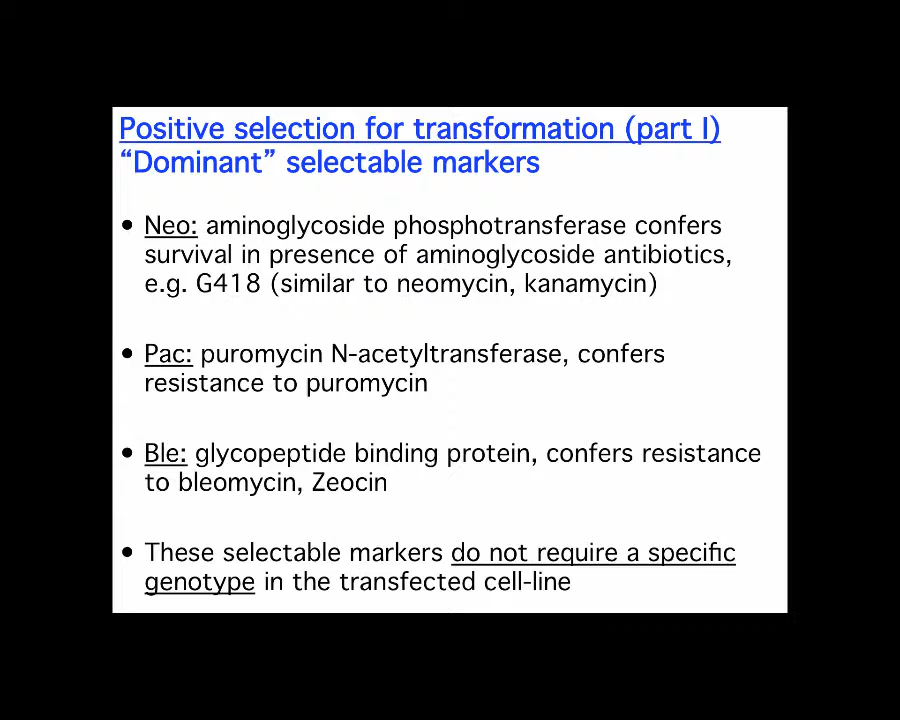 Positive selection for transformation (part I)
“Dominant” selectable markers
• Neo: aminoglycoside phosphotransferase confers
survival in presence of aminoglycoside antibiotics,
e.g. G418 (similar to neomycin, kanamycin)
• Pac: puromycin N-acetyltransferase, confers
resistance to puromycin
• Ble: glycopeptide binding protein, confers resistance
to bleomycin, Zeocin
• These selectable markers do not require a specific
genotype in the transfected cell-line